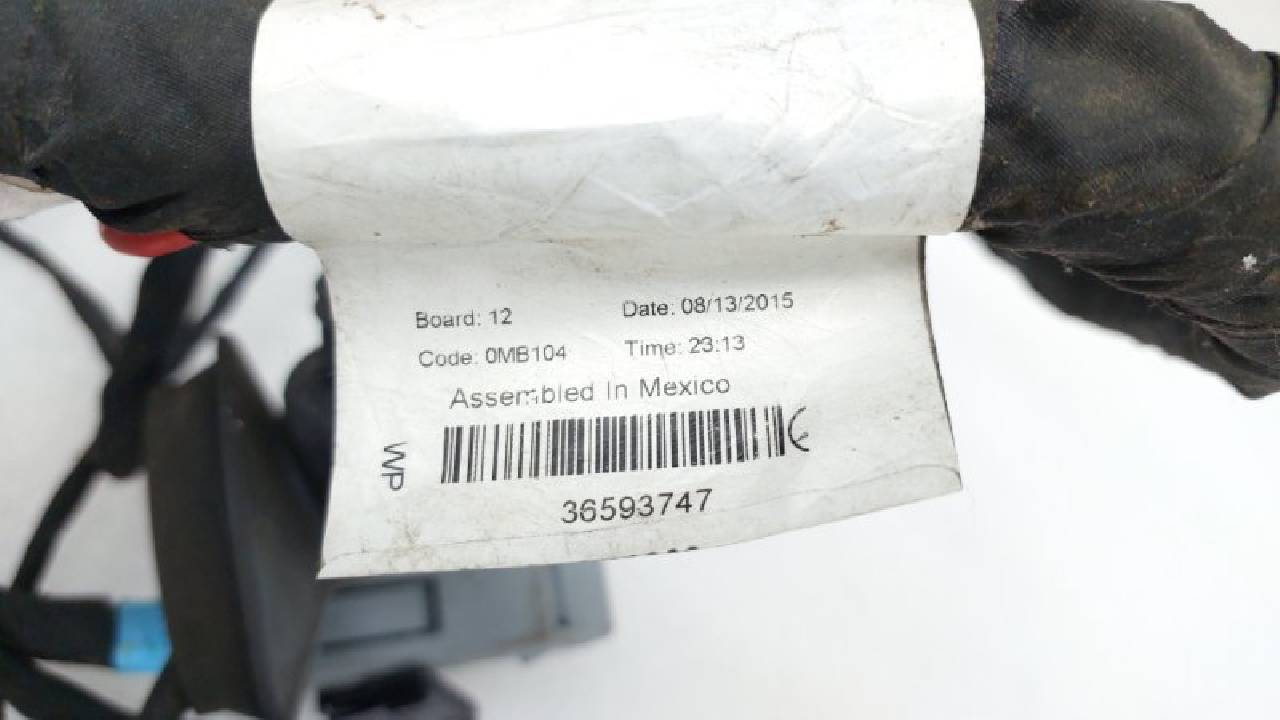 Board: 12 Date: 08/13/2015
Code: 0MB104 Time: 23:13
Assembled In Mexico
WP
36593747